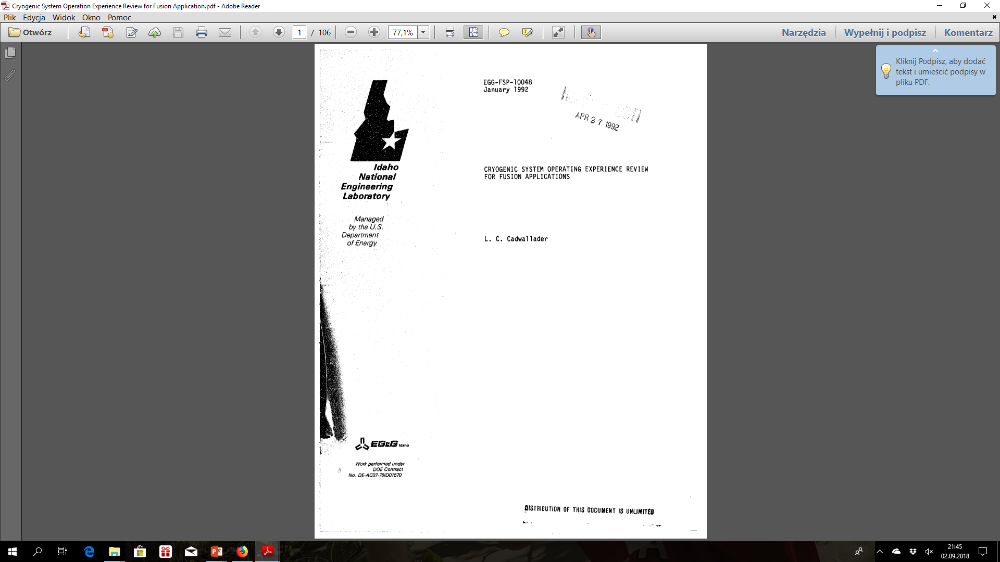 Cryogenic System Operation Experience Review for Fusion Application.pdf - Adobe Reader
Plik Edycja Widok Okno Pomoc
Otwórz 1 / 106 77,1% Narzędzia Wypełnij i podpisz Komentarz
Kliknij Podpisz, aby dodać
tekst i umieścić podpisy w
pliku PDF.
EGG-FSP-10048
January 1992
APR 27 1992
CRYOGENIC SYSTEM OPERATING EXPERIENCE REVIEW
FOR FUSION APPLICATIONS
L. C. Cadwallader
Idaho
National
Engineering
Laboratory
Managed
by the U.S.
Department
of Energy
EG&G Idaho
Work performed under
DOE Contract
No. DE-AC07-76ID01570
DISTRIBUTION OF THIS DOCUMENT IS UNLIMITED
21:45
02.09.2018